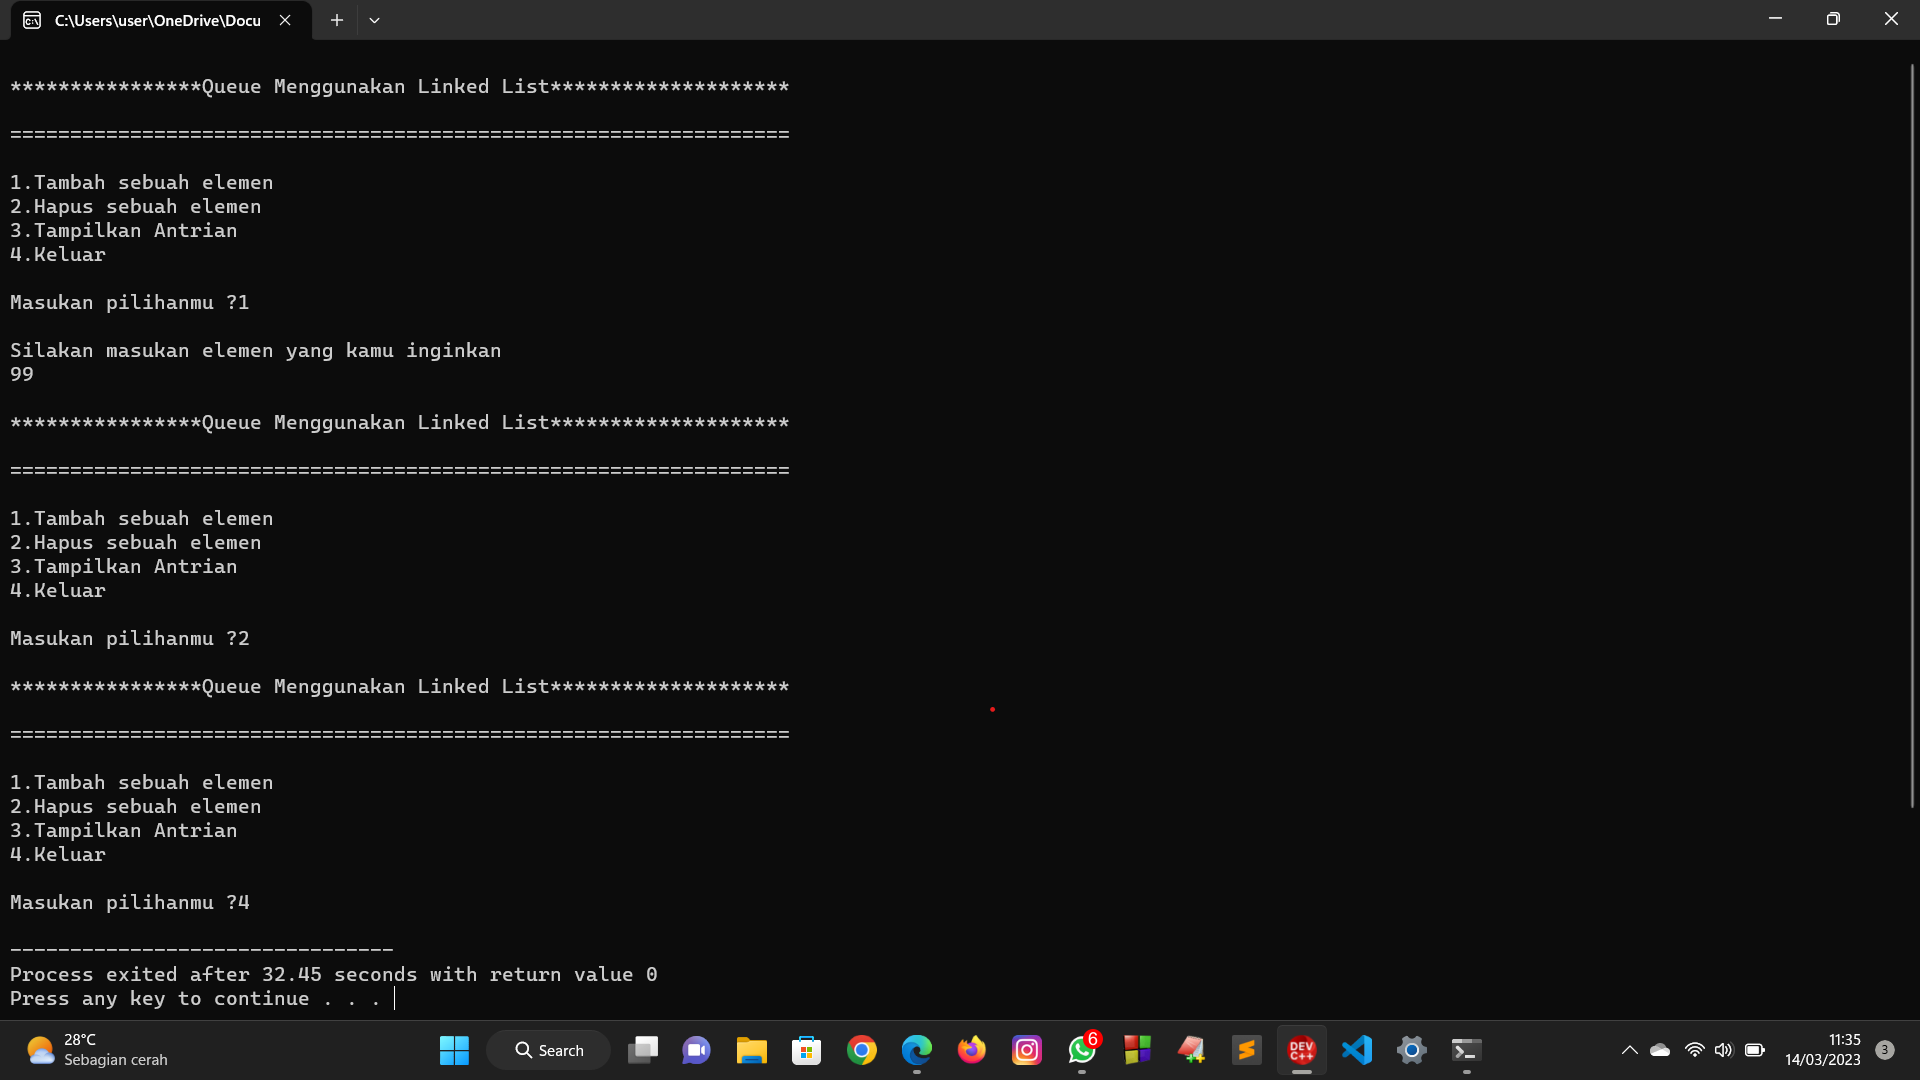 C:\Users\user\OneDrive\Docu
****************Queue Menggunakan Linked List********************
=================================================================
1.Tambah sebuah elemen
2.Hapus sebuah elemen
3.Tampilkan Antrian
4.Keluar
Masukan pilihanmu ?1
Silakan masukan elemen yang kamu inginkan
99
****************Queue Menggunakan Linked List********************
=================================================================
1.Tambah sebuah elemen
2.Hapus sebuah elemen
3.Tampilkan Antrian
4.Keluar
Masukan pilihanmu ?2
****************Queue Menggunakan Linked List********************
=================================================================
1.Tambah sebuah elemen
2.Hapus sebuah elemen
3.Tampilkan Antrian
4.Keluar
Masukan pilihanmu ?4
--------------------------------
Process exited after 32.45 seconds with return value 0
Press any key to continue . . .
28°C
Sebagian cerah
Search
6
DEV
C++
11:35
14/03/2023
3